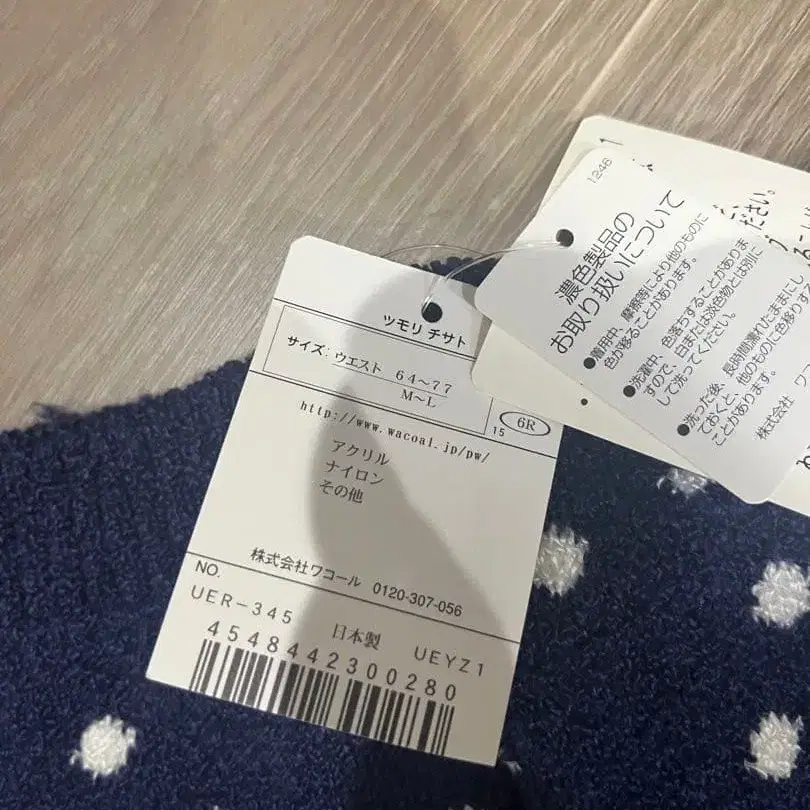 ツモリ チサト
サイズ: ウエスト 64~77
M~L
15 6R
http://www.wacoal.jp/pw/
アクリル
ナイロン
その他
株式会社ワコール 0120-307-056
NO.
UER-345
日本製 UEYZ1
4548442300280
1246
濃色製品の
お取り扱いについて
●着用中、摩擦等により他のものに
色が移ることがあります。
●洗濯中、色落ちすることがありま
すので、白または淡色物とは別に
して洗ってください。
●洗った後、長時間濡れたままにし
ておくと、他のものに色移りする
ことがあります。
株式会社 ワコ
1
ださい。